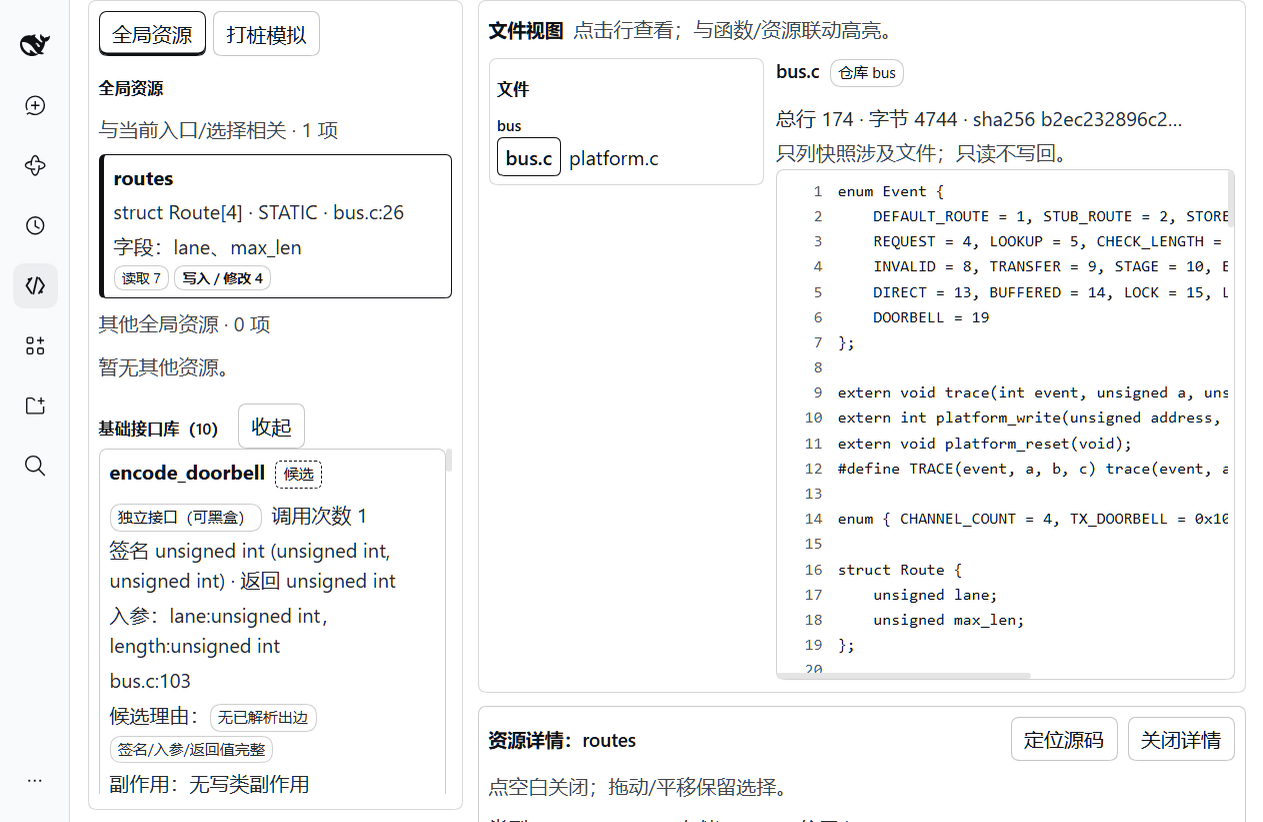 全局资源
打桩模拟
全局资源
与当前入口/选择相关 · 1 项
routes
struct Route[4] · STATIC · bus.c:26
字段：lane、max_len
读取 7
写入 / 修改 4
其他全局资源 · 0 项
暂无其他资源。
基础接口库（10）
收起
encode_doorbell
候选
独立接口（可黑盒）
调用次数 1
签名 unsigned int (unsigned int,
unsigned int) · 返回 unsigned int
入参：lane:unsigned int，
length:unsigned int
bus.c:103
候选理由：
无已解析出边
签名/入参/返回值完整
副作用：无写类副作用
文件视图 点击行查看；与函数/资源联动高亮。
文件
bus
bus.c
platform.c
bus.c
仓库 bus
总行 174 · 字节 4744 · sha256 b2ec232896c2...
只列快照涉及文件；只读不写回。
1 enum Event {
2     DEFAULT_ROUTE = 1, STUB_ROUTE = 2, STORE
3     REQUEST = 4, LOOKUP = 5, CHECK_LENGTH =
4     INVALID = 8, TRANSFER = 9, STAGE = 10,
5     DIRECT = 13, BUFFERED = 14, LOCK = 15,
6     DOORBELL = 19
7 };
8
9 extern void trace(int event, unsigned a, uns
10 extern int platform_write(unsigned address,
11 extern void platform_reset(void);
12 #define TRACE(event, a, b, c) trace(event, a
13
14 enum { CHANNEL_COUNT = 4, TX_DOORBELL = 0x10
15
16 struct Route {
17     unsigned lane;
18     unsigned max_len;
19 };
20
资源详情：routes
定位源码
关闭详情
点空白关闭；拖动/平移保留选择。